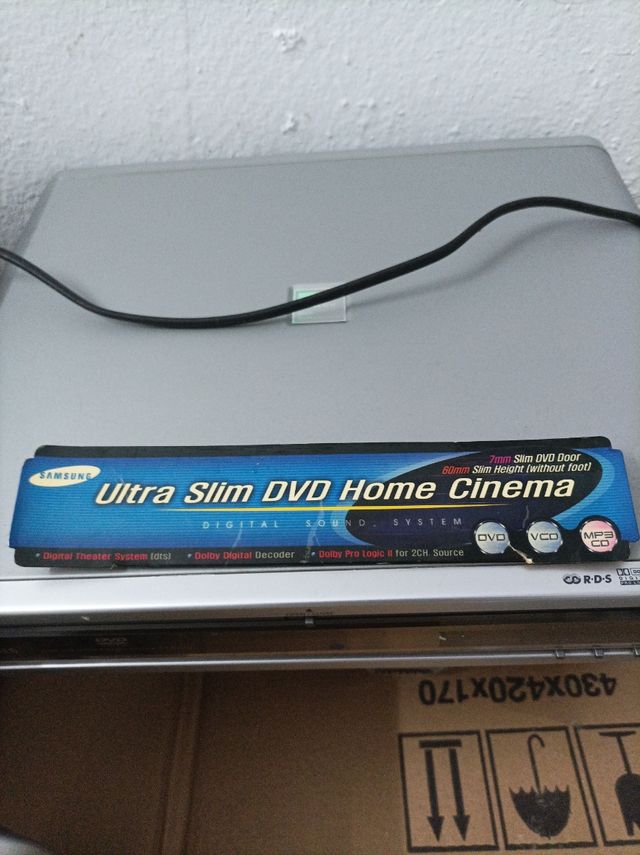 7mm Slim DVD Door
SAMSUNG
60mm Slim Height (without foot)
Ultra Slim DVD Home Cinema
DIGITAL SOUND SYSTEM
DVD VCD MP3 CD
• Digital Theater System (dts) • Dolby Digital Decoder • Dolby Pro Logic II for 2CH. Source
R·D·S
DVD
430x420x170